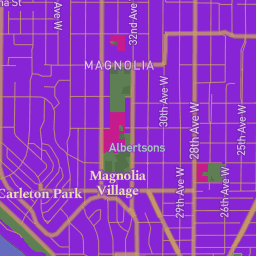 na St
32nd Ave W
MAGNOLIA
30th Ave W
28th Ave W
25th Ave W
Albertsons
Magnolia
Village
Carleton Park
29th Ave W
26th Ave W